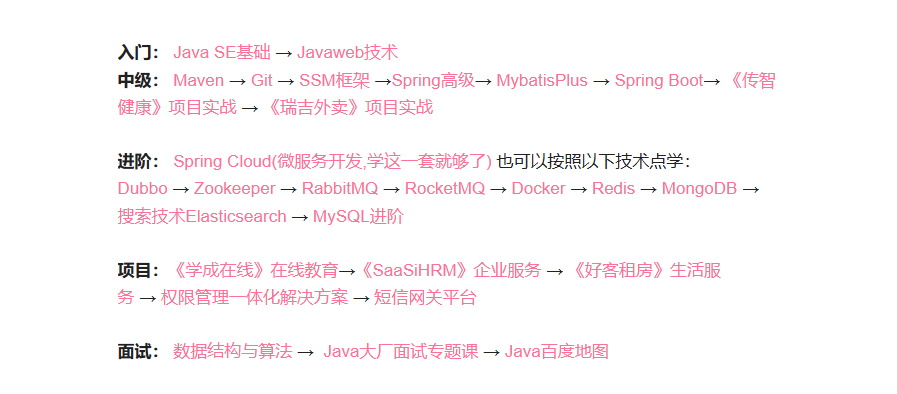 入门： Java SE基础 → Javaweb技术
中级： Maven → Git → SSM框架 →Spring高级→ MybatisPlus → Spring Boot→ 《传智
健康》项目实战 → 《瑞吉外卖》项目实战
进阶： Spring Cloud(微服务开发,学这一套就够了) 也可以按照以下技术点学：
Dubbo → Zookeeper → RabbitMQ → RocketMQ → Docker → Redis → MongoDB →
搜索技术Elasticsearch → MySQL进阶
项目： 《学成在线》在线教育→《SaaSiHRM》企业服务 → 《好客租房》生活服
务 → 权限管理一体化解决方案 → 短信网关平台
面试： 数据结构与算法 → Java大厂面试专题课 → Java百度地图